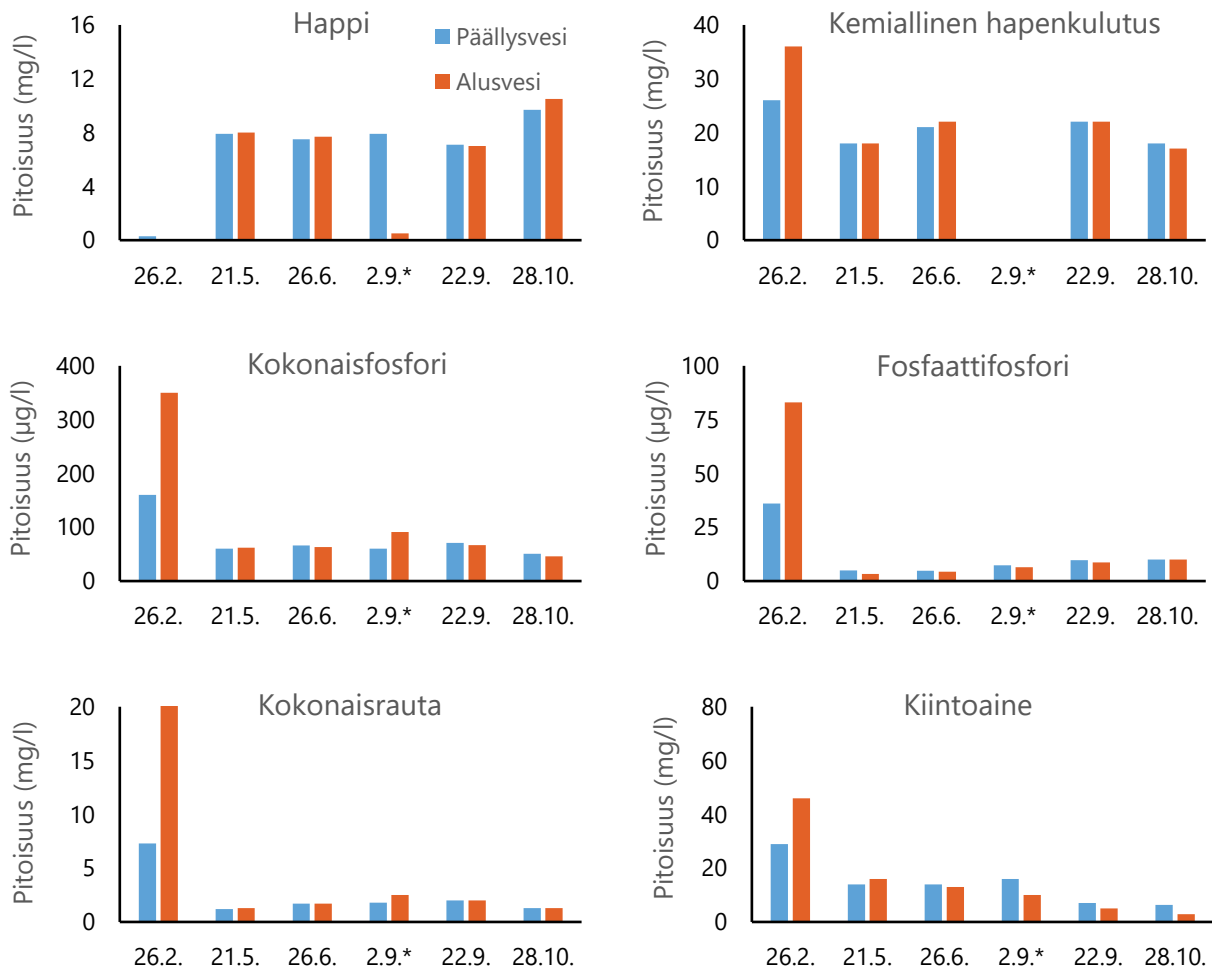 Happi
Päällysvesi
Alusvesi
Pitoisuus (mg/l)
16
12
8
4
0
26.2. 21.5. 26.6. 2.9.* 22.9. 28.10.
Kemiallinen hapenkulutus
Pitoisuus (mg/l)
40
30
20
10
0
26.2. 21.5. 26.6. 2.9.* 22.9. 28.10.
Kokonaisfosfori
Pitoisuus (µg/l)
400
300
200
100
0
26.2. 21.5. 26.6. 2.9.* 22.9. 28.10.
Fosfaattifosfori
Pitoisuus (µg/l)
100
75
50
25
0
26.2. 21.5. 26.6. 2.9.* 22.9. 28.10.
Kokonaisrauta
Pitoisuus (mg/l)
20
15
10
5
0
26.2. 21.5. 26.6. 2.9.* 22.9. 28.10.
Kiintoaine
Pitoisuus (mg/l)
80
60
40
20
0
26.2. 21.5. 26.6. 2.9.* 22.9. 28.10.